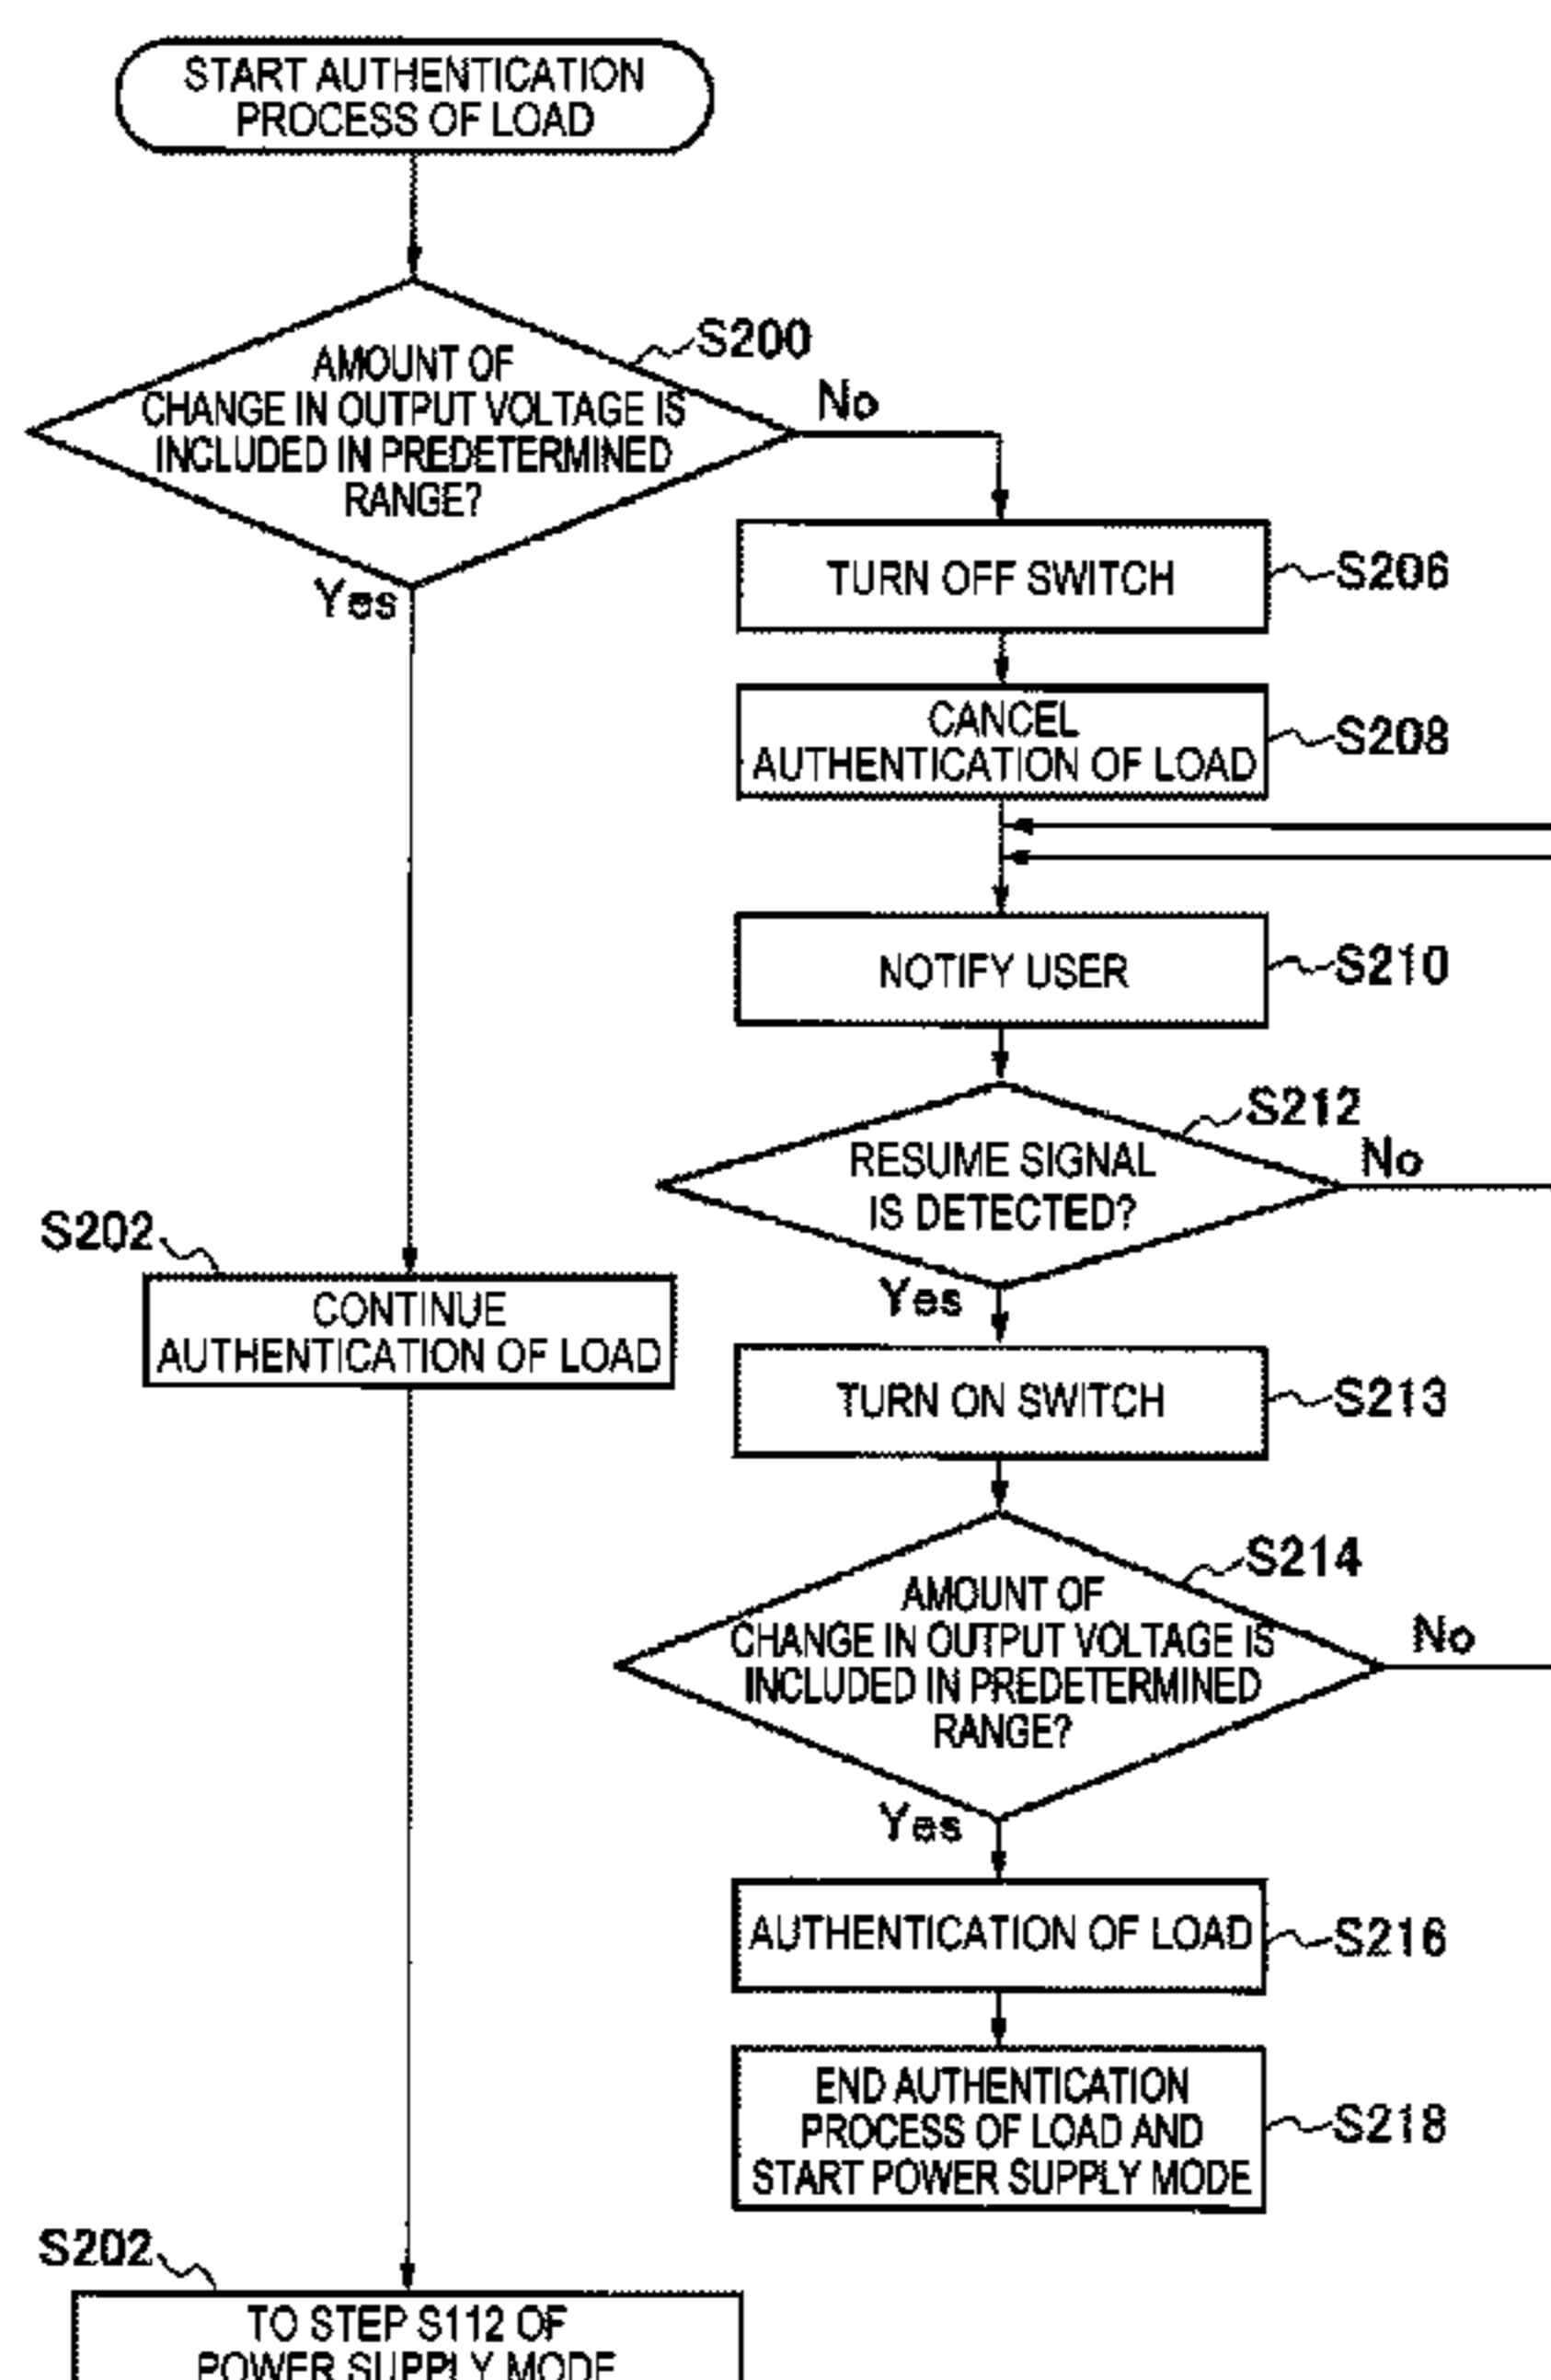 START AUTHENTICATION
PROCESS OF LOAD
S200
AMOUNT OF
CHANGE IN OUTPUT VOLTAGE IS
INCLUDED IN PREDETERMINED
RANGE?
No
Yes
TURN OFF SWITCH
S206
CANCEL
AUTHENTICATION OF LOAD
S208
NOTIFY USER
S210
S212
RESUME SIGNAL
IS DETECTED?
No
Yes
S202
CONTINUE
AUTHENTICATION OF LOAD
TURN ON SWITCH
S213
S214
AMOUNT OF
CHANGE IN OUTPUT VOLTAGE IS
INCLUDED IN PREDETERMINED
RANGE?
No
Yes
AUTHENTICATION OF LOAD
S216
END AUTHENTICATION
PROCESS OF LOAD AND
START POWER SUPPLY MODE
S218
S202
TO STEP S112 OF
POWER SUPPLY MODE